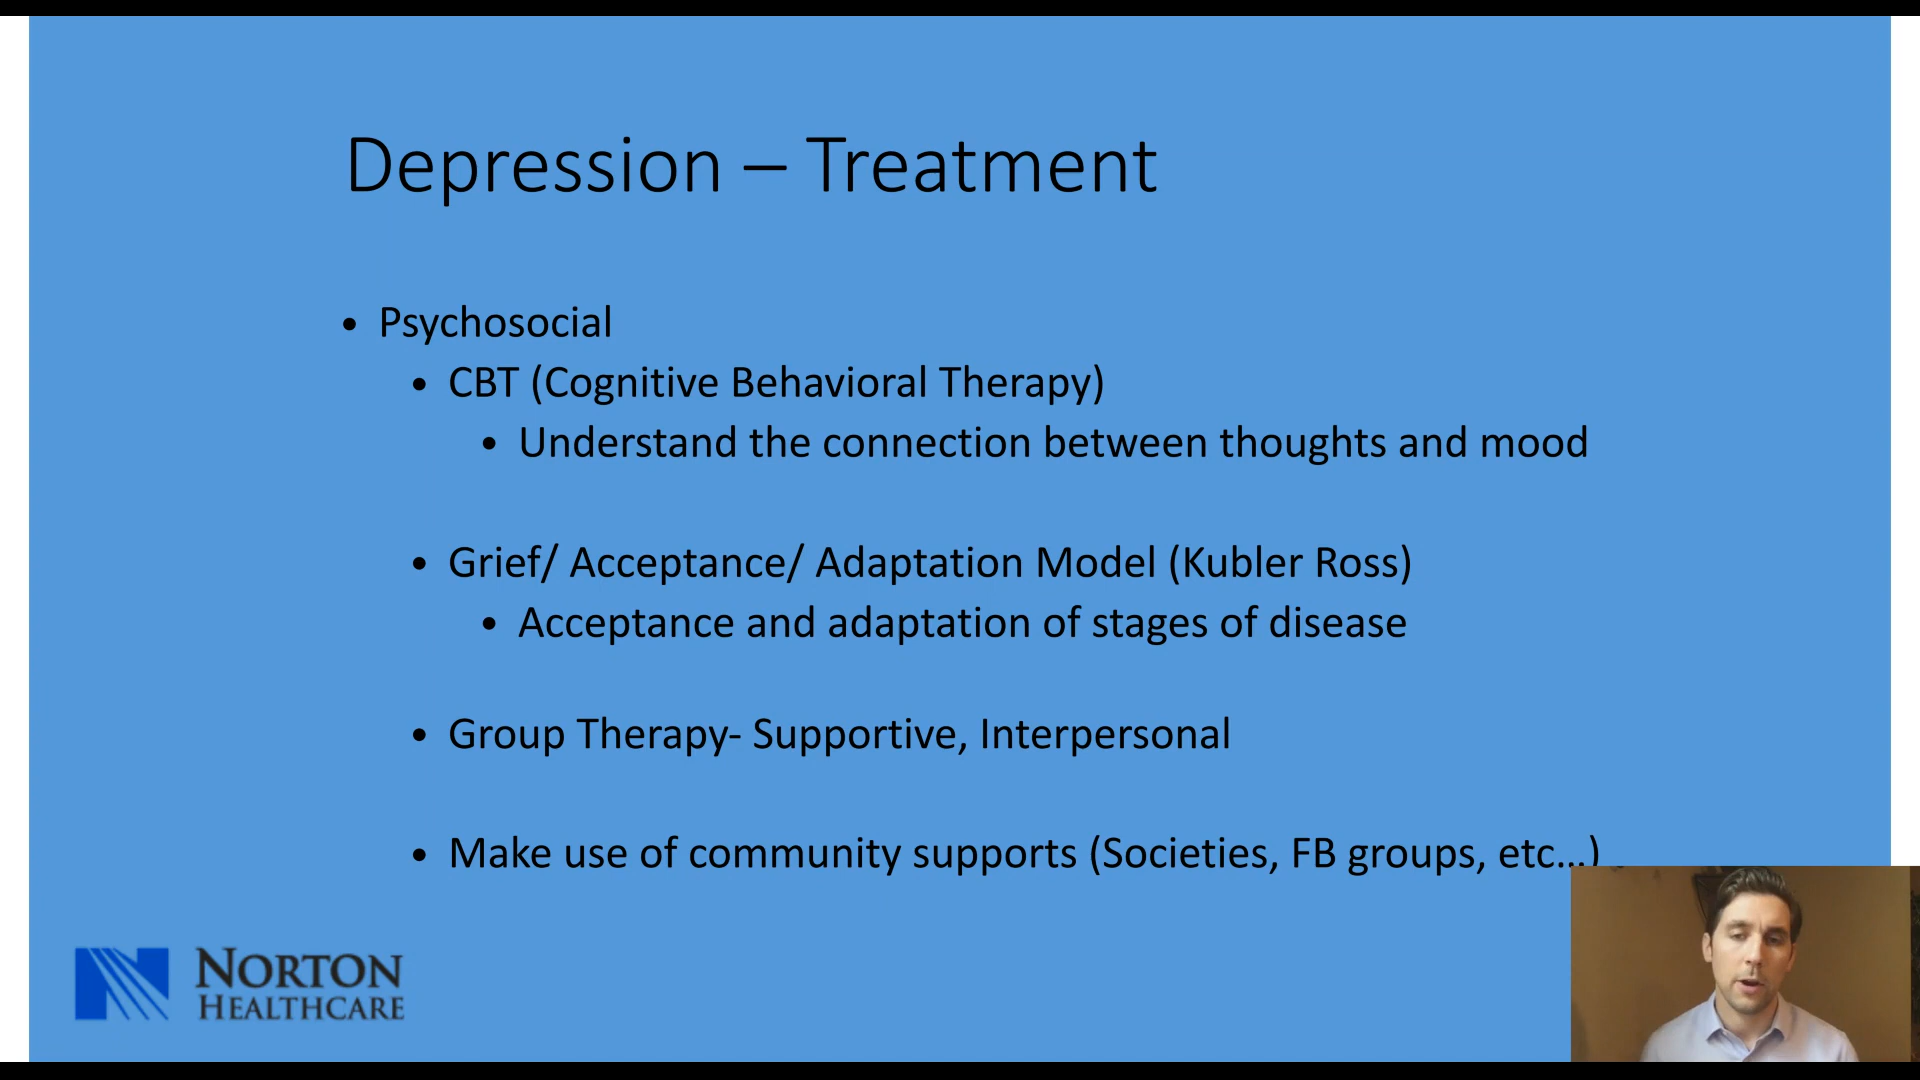 Depression – Treatment
• Psychosocial
• CBT (Cognitive Behavioral Therapy)
• Understand the connection between thoughts and mood
• Grief/ Acceptance/ Adaptation Model (Kubler Ross)
• Acceptance and adaptation of stages of disease
• Group Therapy- Supportive, Interpersonal
• Make use of community supports (Societies, FB groups, etc…)
NORTON
HEALTHCARE